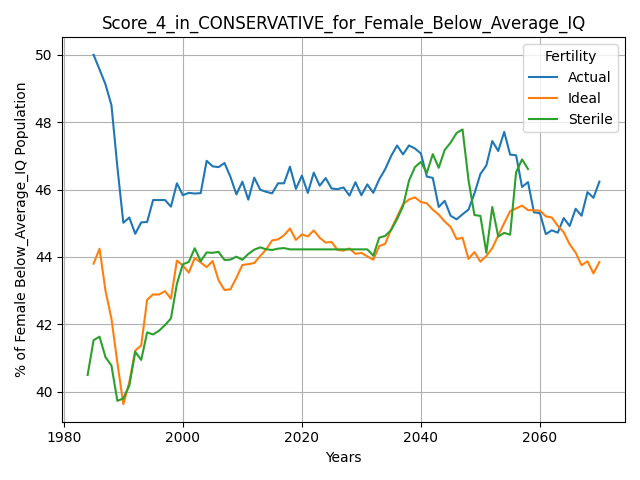 Score_4_in_CONSERVATIVE_for_Female_Below_Average_IQ
% of Female Below_Average_IQ Population
50
48
46
44
42
40
Fertility
Actual
Ideal
Sterile
1980
2000
2020
2040
2060
Years